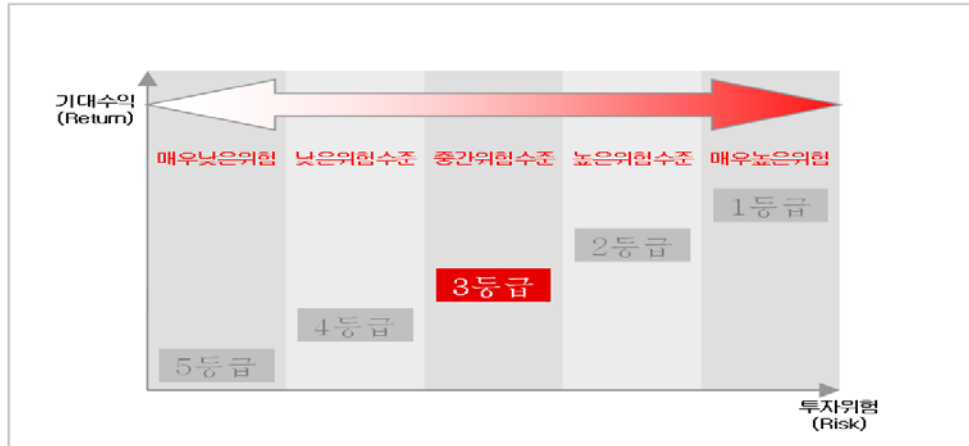 기대수익
(Return)
매우낮은위험 낮은위험수준 중간위험수준 높은위험수준 매우높은위험
1등급
2등급
3등급
4등급
5등급
투자위험
(Risk)